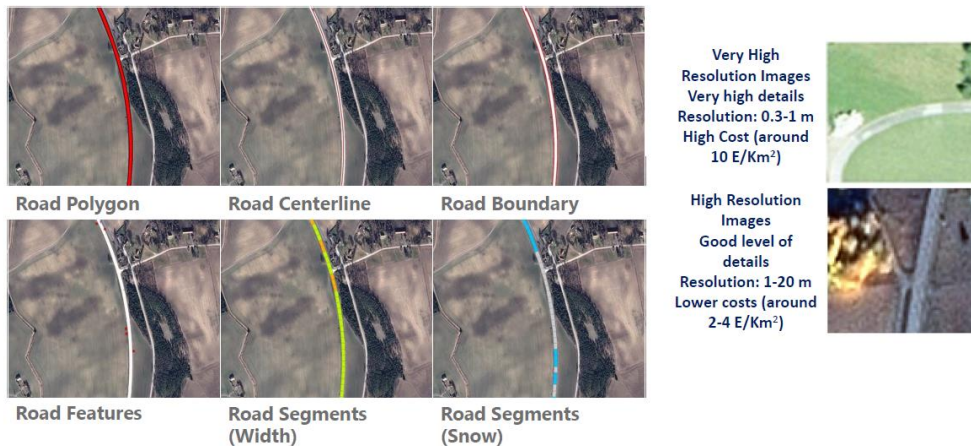 Road Polygon
Road Centerline
Road Boundary
Road Features
Road Segments
(Width)
Road Segments
(Snow)
Very High
Resolution Images
Very high details
Resolution: 0.3-1 m
High Cost (around
10 E/Km²)
High Resolution
Images
Good level of
details
Resolution: 1-20 m
Lower costs (around
2-4 E/Km²)